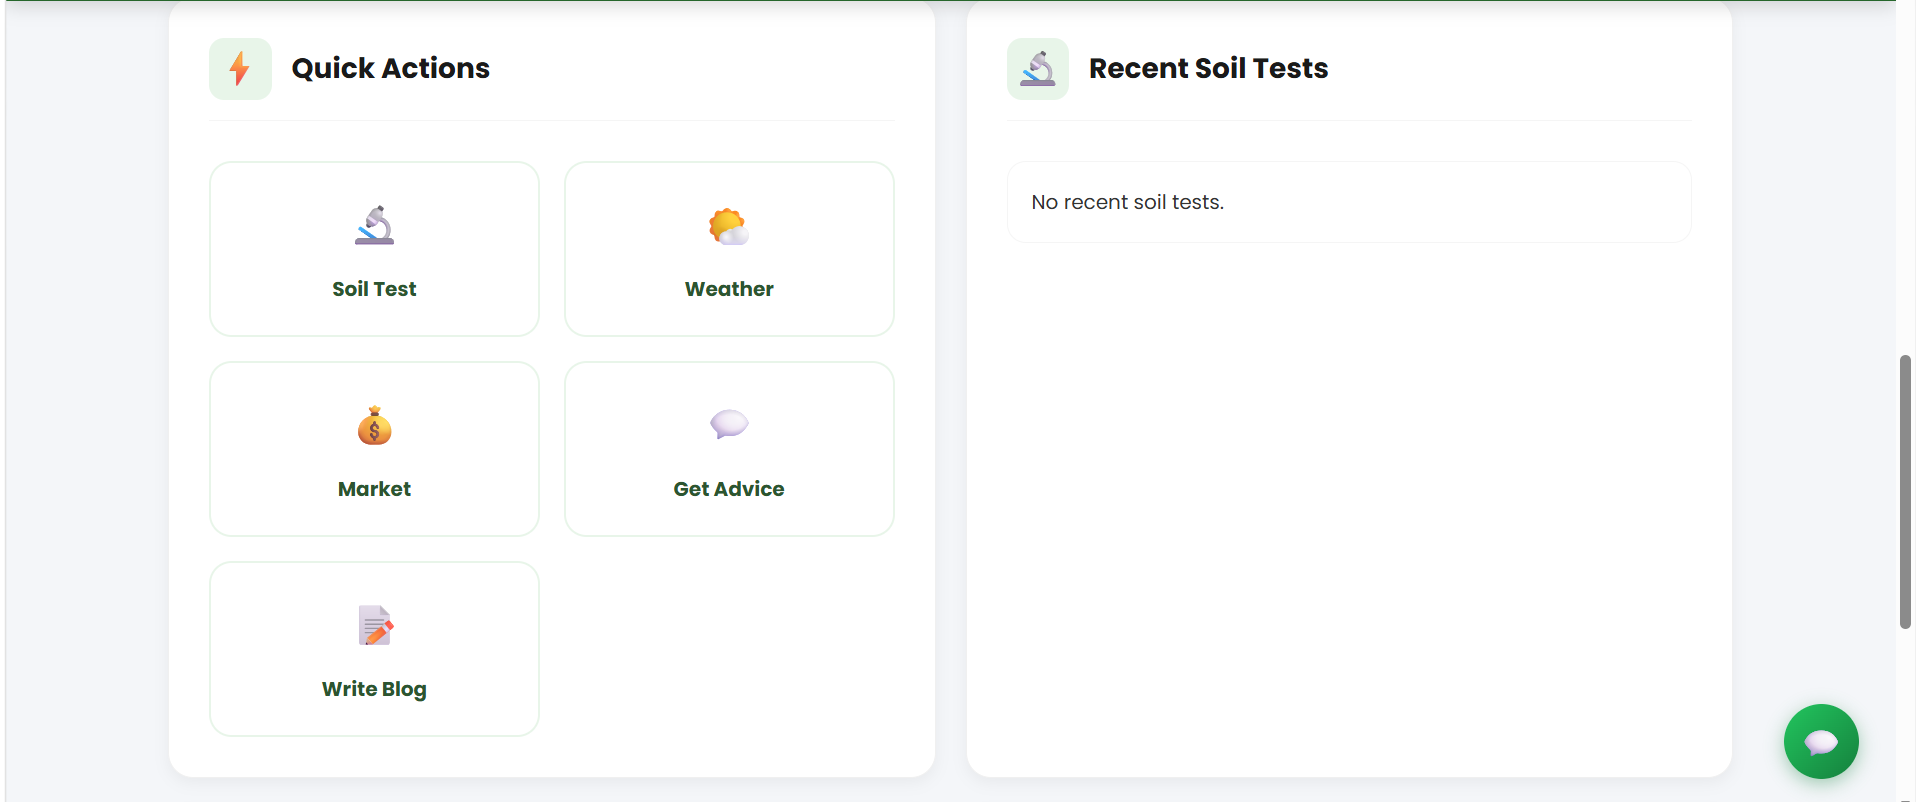 Quick Actions
Soil Test
Weather
Market
Get Advice
Write Blog
Recent Soil Tests
No recent soil tests.